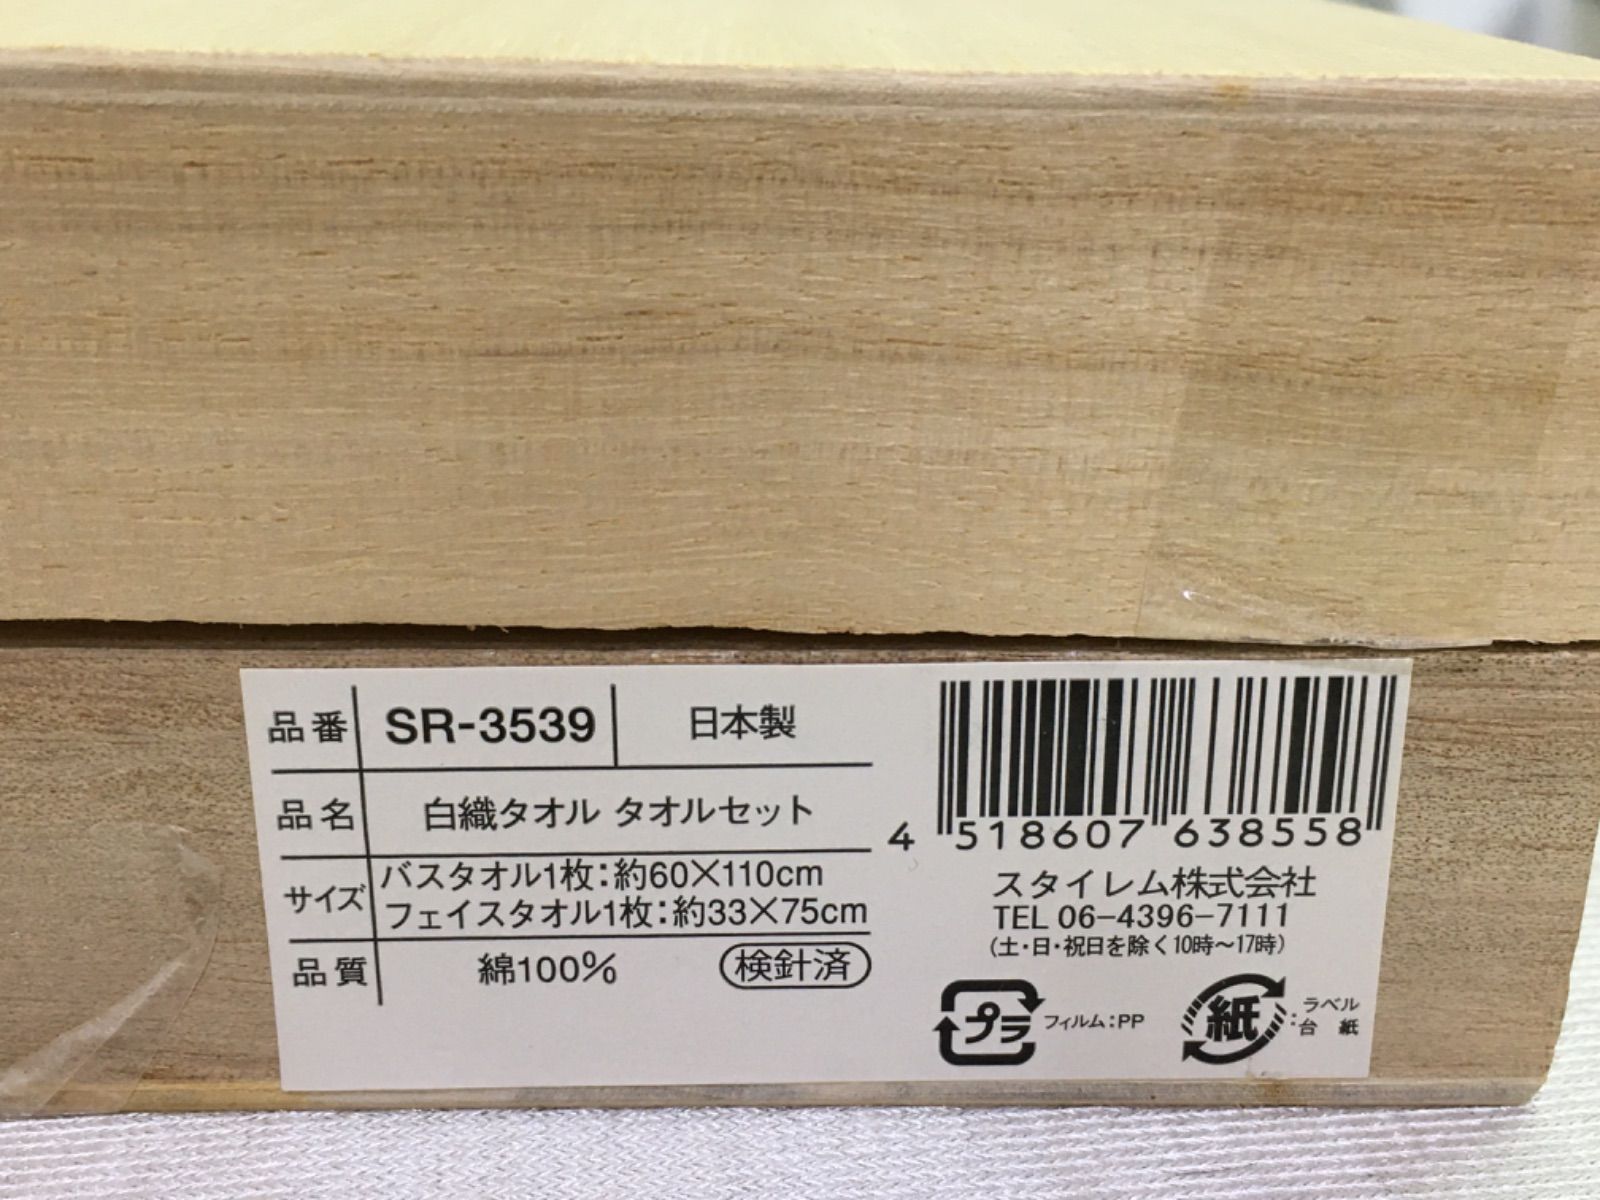 品番 SR-3539 日本製
品名 白織タオル タオルセット
サイズ バスタオル1枚：約60×110cm
フェイスタオル1枚：約33×75cm
品質 綿100% 検針済
4 518607 638558
スタイレム株式会社
TEL 06-4396-7111
(土・日・祝日を除く10時〜17時)
プラ フィルム：PP
紙 ：ラベル
台紙